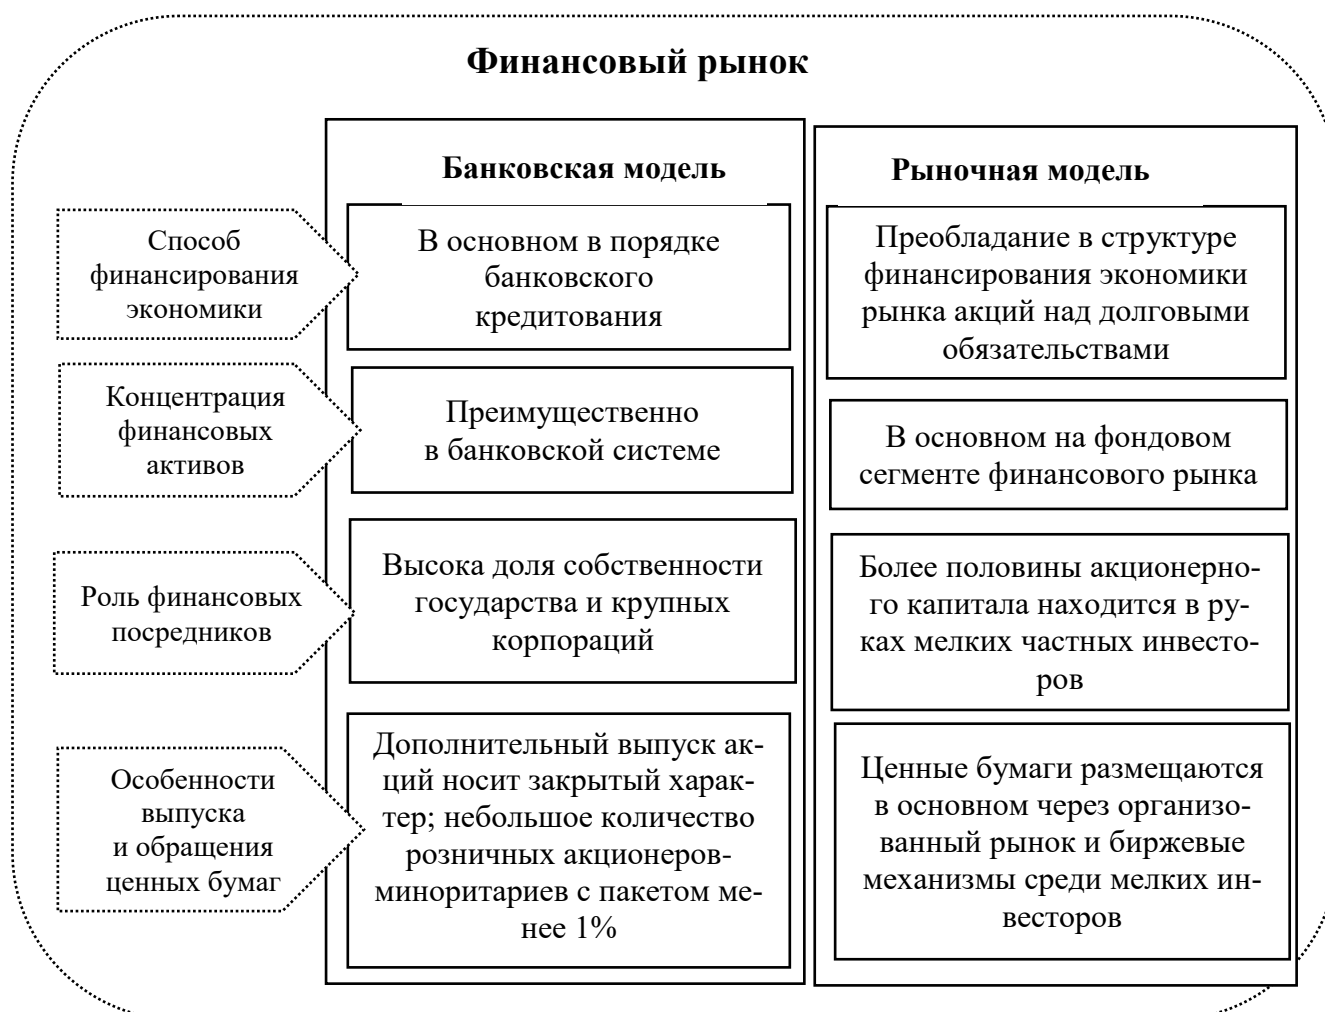 Финансовый рынок
Банковская модель
Рыночная модель
Способ
финансирования
экономики
В основном в порядке
банковского
кредитования
Преобладание в структуре
финансирования экономики
рынка акций над долговыми
обязательствами
Концентрация
финансовых
активов
Преимущественно
в банковской системе
В основном на фондовом
сегменте финансового рынка
Роль финансовых
посредников
Высока доля собственности
государства и крупных
корпораций
Более половины акционерно-
го капитала находится в ру-
ках мелких частных инвесто-
ров
Особенности
выпуска
и обращения
ценных бумаг
Дополнительный выпуск ак-
ций носит закрытый харак-
тер; небольшое количество
розничных акционеров-
миноритариев с пакетом ме-
нее 1%
Ценные бумаги размещаются
в основном через организо-
ванный рынок и биржевые
механизмы среди мелких ин-
весторов